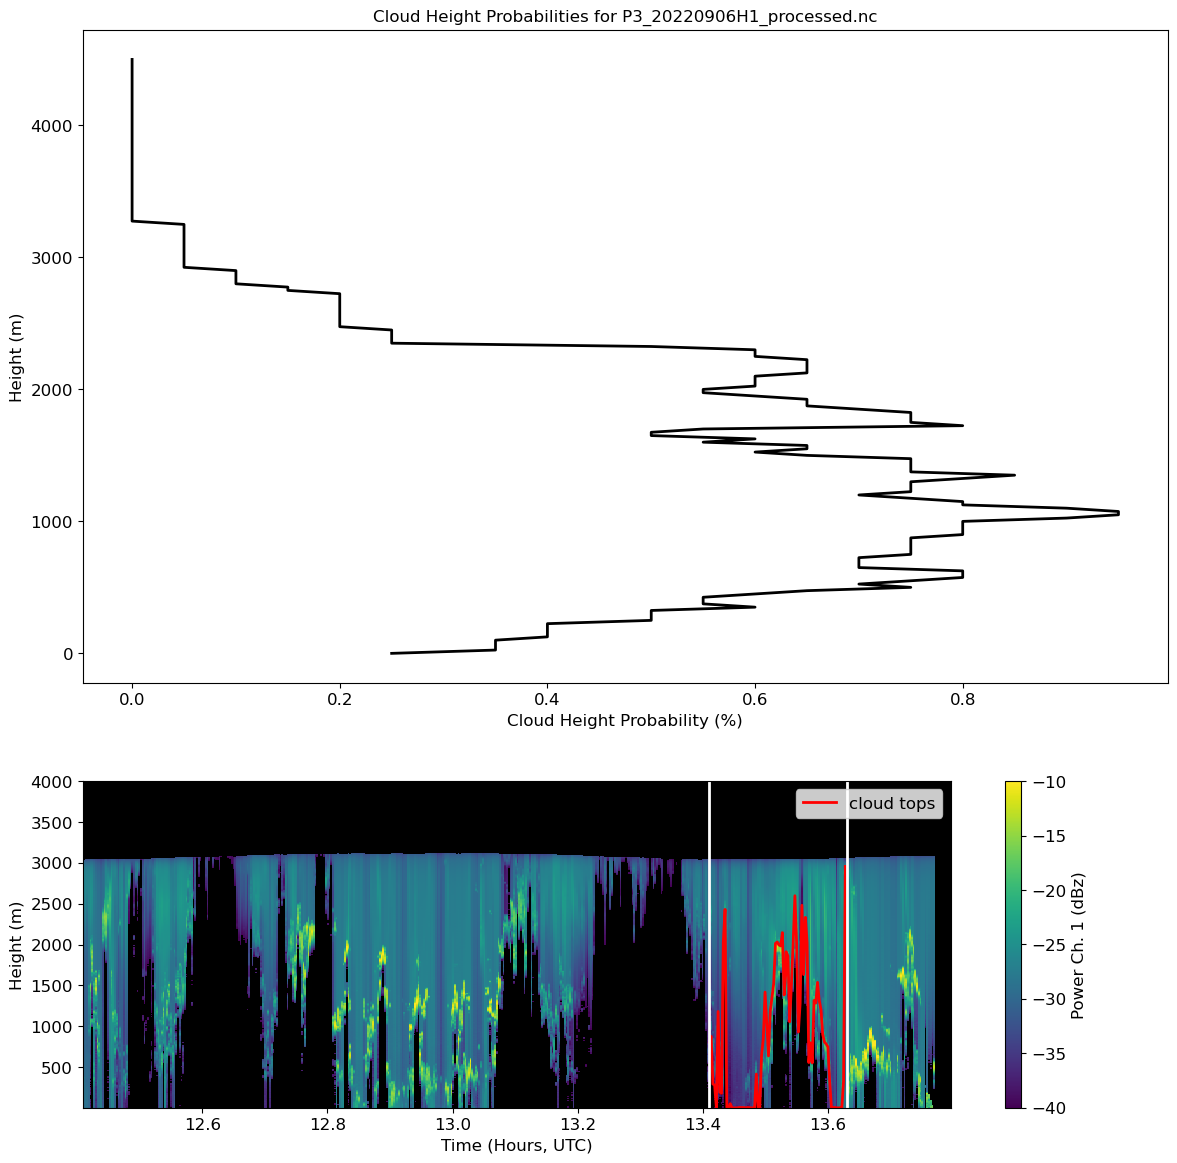 Cloud Height Probabilities for P3_20220906H1_processed.nc
4000
3000
2000
1000
0
Height (m)
0.0 0.2 0.4 0.6 0.8
Cloud Height Probability (%)
4000
3500
3000
2500
2000
1500
1000
500
Height (m)
cloud tops
12.6 12.8 13.0 13.2 13.4 13.6
Time (Hours, UTC)
−10
−15
−20
−25
−30
−35
−40
Power Ch. 1 (dBz)